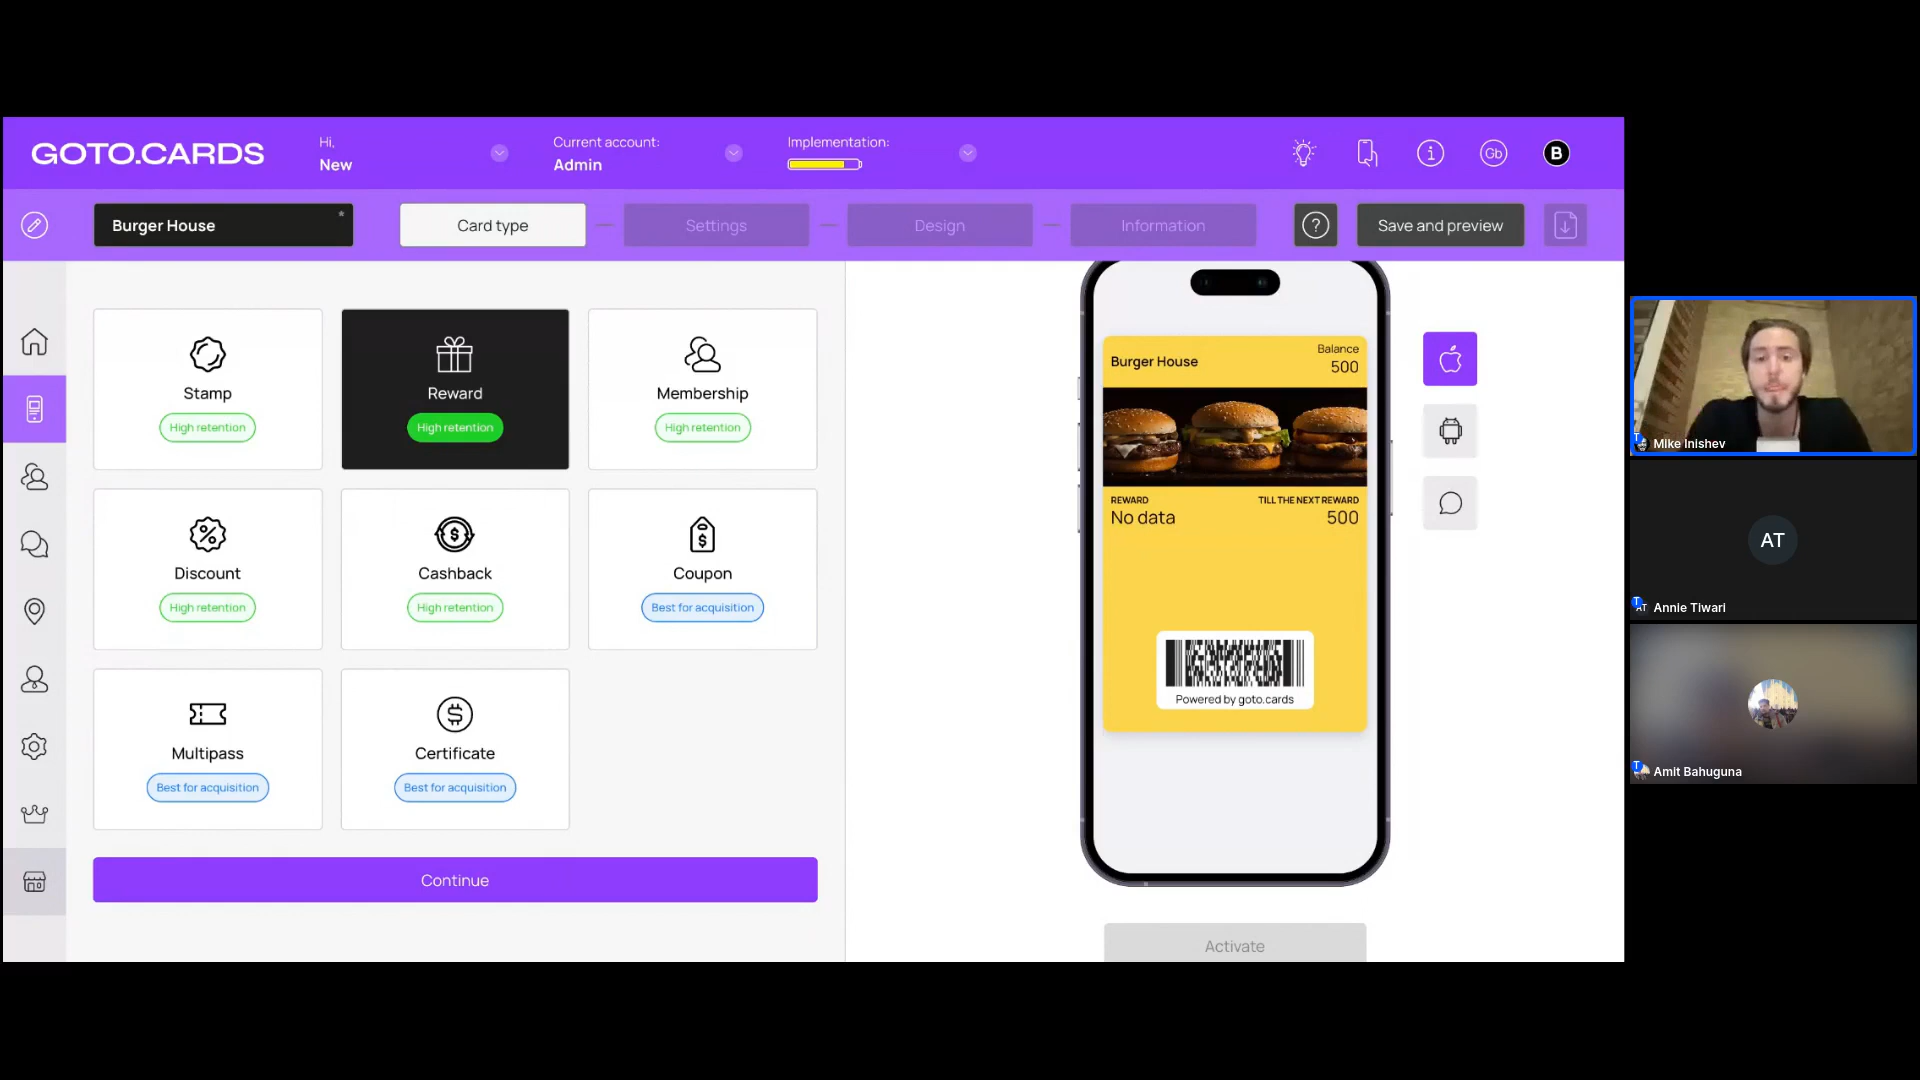 GOTO.CARDS
Hi,
New
Current account:
Admin
Implementation:
Gb
B
Burger House *
Card type
Settings
Design
Information
?
Save and preview
Stamp
High retention
Reward
High retention
Membership
High retention
Discount
High retention
Cashback
High retention
Coupon
Best for acquisition
Multipass
Best for acquisition
Certificate
Best for acquisition
Continue
Burger House
Balance
500
REWARD
No data
TILL THE NEXT REWARD
500
Powered by goto.cards
Activate
Mike Inishev
AT
Annie Tiwari
Amit Bahuguna